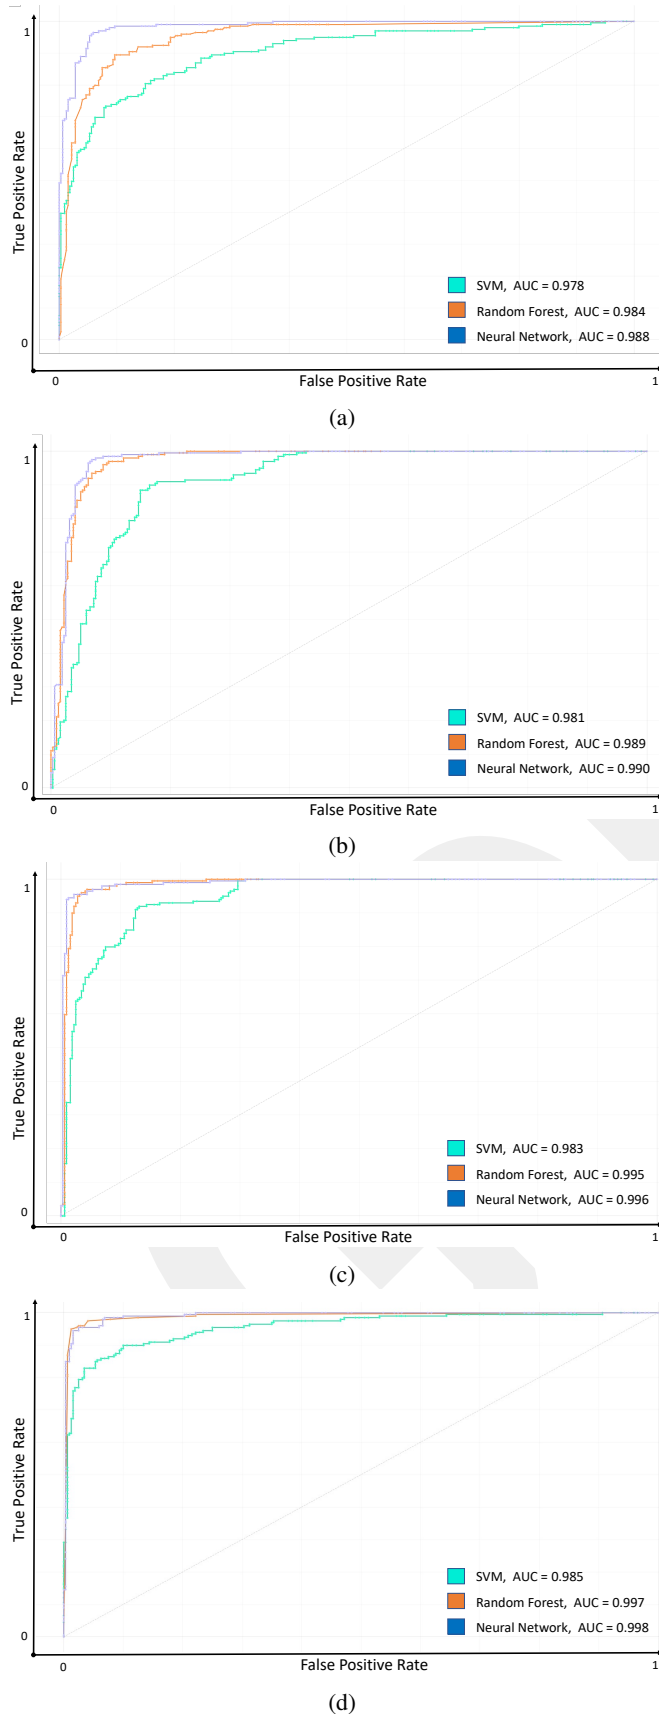 1
True Positive Rate
SVM, AUC = 0.978
Random Forest, AUC = 0.984
Neural Network, AUC = 0.988
0
0
False Positive Rate
1
(a)
1
True Positive Rate
SVM, AUC = 0.981
Random Forest, AUC = 0.989
Neural Network, AUC = 0.990
0
0
False Positive Rate
1
(b)
1
True Positive Rate
SVM, AUC = 0.983
Random Forest, AUC = 0.995
Neural Network, AUC = 0.996
0
0
False Positive Rate
1
(c)
1
True Positive Rate
SVM, AUC = 0.985
Random Forest, AUC = 0.997
Neural Network, AUC = 0.998
0
0
False Positive Rate
1
(d)